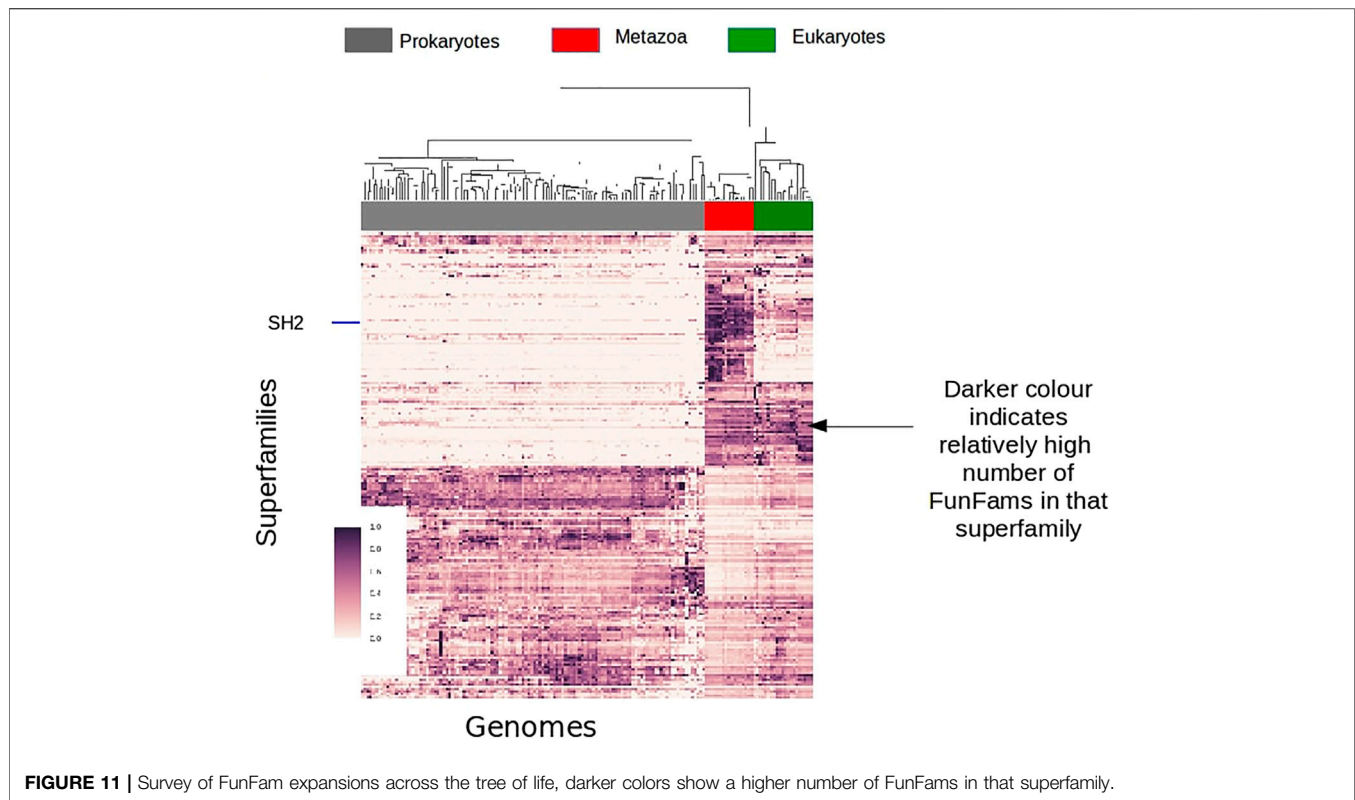 Prokaryotes
Metazoa
Eukaryotes
SH2
Superfamilies
Darker colour
indicates
relatively high
number of
FunFams in that
superfamily
Genomes
FIGURE 11 | Survey of FunFam expansions across the tree of life, darker colors show a higher number of FunFams in that superfamily.